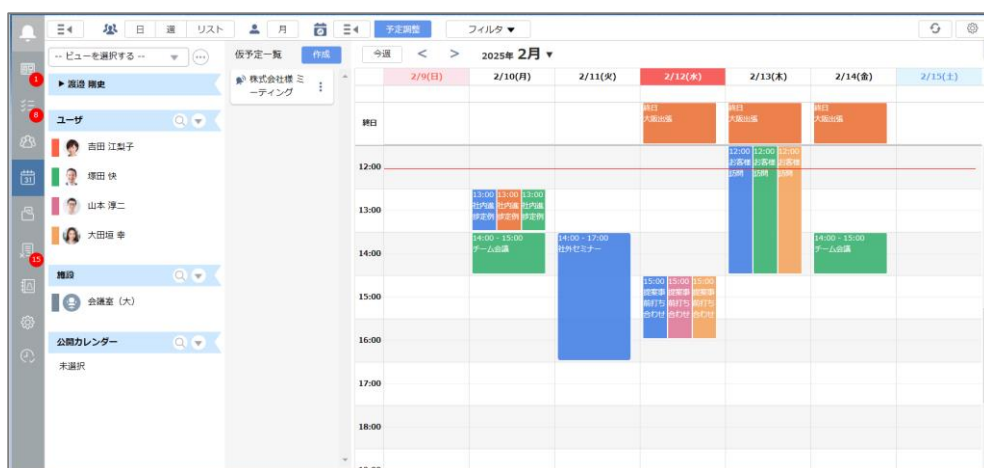 日 週 リスト 月 予定調整 フィルタ ▼
-- ビューを選択する -- ▼
1
8
31
15
▶ 渡邉 剛史
ユーザ
吉田 江梨子
塚田 快
山本 淳二
大田垣 幸
施設
会議室（大）
公開カレンダー
未選択
仮予定一覧 作成
株式会社様 ミ
ーティング
今週 < > 2025年 2月 ▼
2/9(日) 2/10(月) 2/11(火) 2/12(水) 2/13(木) 2/14(金) 2/15(土)
終日
終日
大阪出張
終日
大阪出張
終日
大阪出張
12:00
12:00 12:00 12:00
お客様 お客様 お客様
訪問 訪問 訪問
13:00
13:00 13:00 13:00
社内進 社内進 社内進
捗定例 捗定例 捗定例
14:00
14:00 - 15:00
チーム会議
14:00 - 17:00
社外セミナー
14:00 - 15:00
チーム会議
15:00
15:00 15:00 15:00
提案事 提案事 提案事
前打ち 前打ち 前打ち
合わせ 合わせ 合わせ
16:00
17:00
18:00